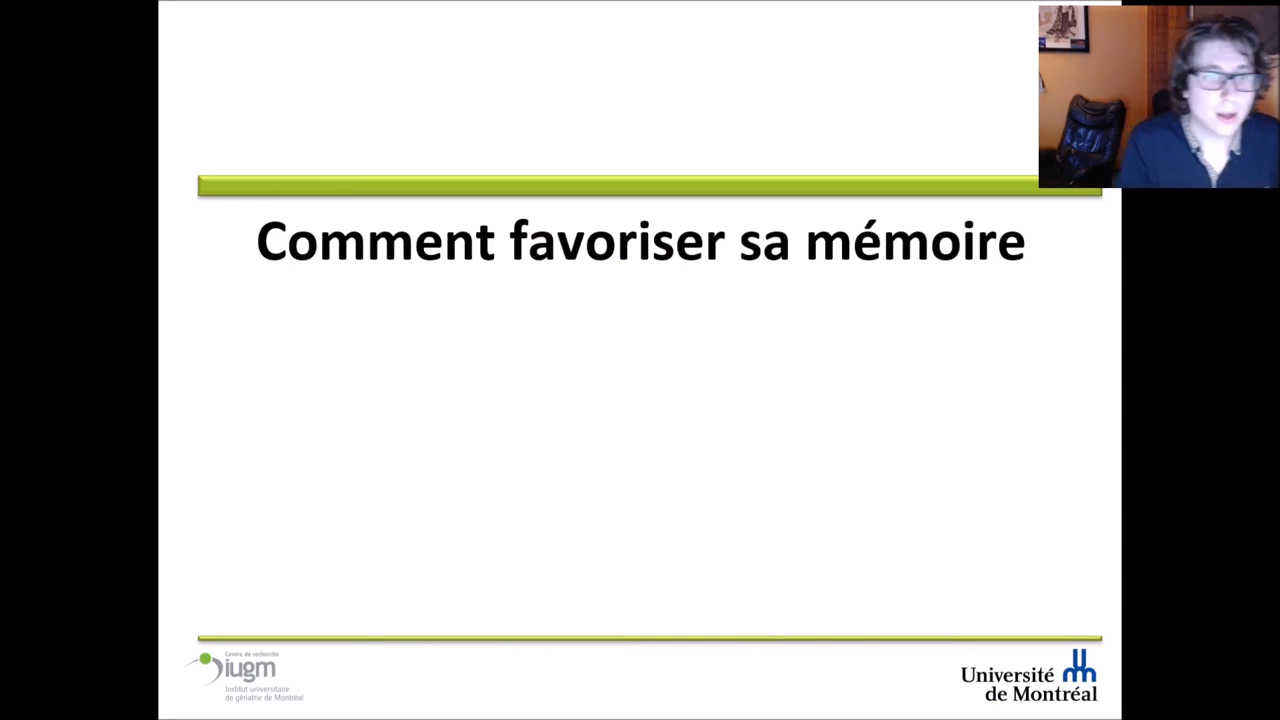 Comment favoriser sa mémoire
Centre de recherche
iugm
Institut universitaire
de gériatrie de Montréal
Université
de Montréal